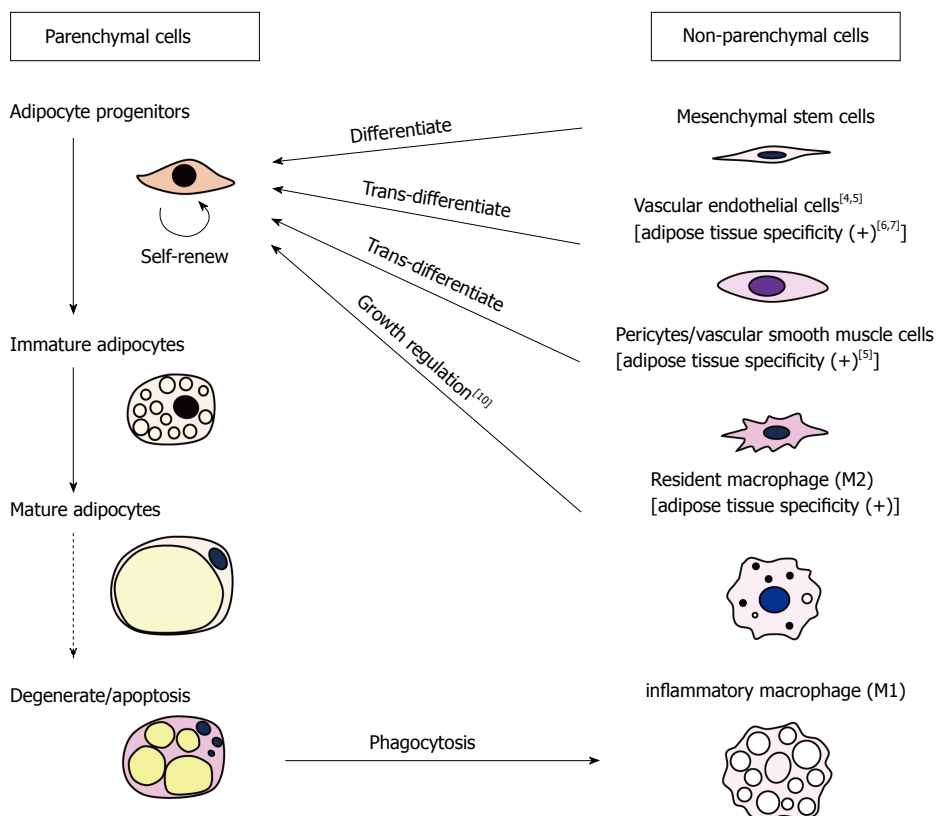 Parenchymal cells
Non-parenchymal cells
Adipocyte progenitors
Differentiate
Mesenchymal stem cells
Trans-differentiate
Vascular endothelial cells[4,5]
[adipose tissue specificity (+)[6,7]]
Self-renew
Trans-differentiate
Immature adipocytes
Growth regulation[10]
Pericytes/vascular smooth muscle cells
[adipose tissue specificity (+)[5]]
Resident macrophage (M2)
[adipose tissue specificity (+)]
Mature adipocytes
Degenerate/apoptosis
inflammatory macrophage (M1)
Phagocytosis